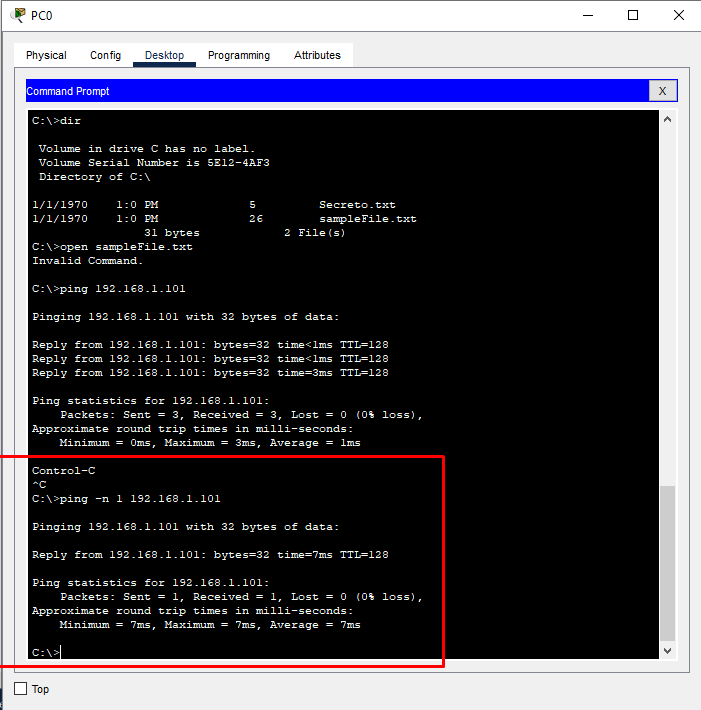 PC0
Physical Config Desktop Programming Attributes
Command Prompt X
C:\>dir
Volume in drive C has no label.
Volume Serial Number is 5E12-4AF3
Directory of C:\
1/1/1970 1:0 PM 5 Secreto.txt
1/1/1970 1:0 PM 26 sampleFile.txt
31 bytes 2 File(s)
C:\>open sampleFile.txt
Invalid Command.
C:\>ping 192.168.1.101
Pinging 192.168.1.101 with 32 bytes of data:
Reply from 192.168.1.101: bytes=32 time<1ms TTL=128
Reply from 192.168.1.101: bytes=32 time<1ms TTL=128
Reply from 192.168.1.101: bytes=32 time=3ms TTL=128
Ping statistics for 192.168.1.101:
Packets: Sent = 3, Received = 3, Lost = 0 (0% loss),
Approximate round trip times in milli-seconds:
Minimum = 0ms, Maximum = 3ms, Average = 1ms
Control-C
^C
C:\>ping -n 1 192.168.1.101
Pinging 192.168.1.101 with 32 bytes of data:
Reply from 192.168.1.101: bytes=32 time=7ms TTL=128
Ping statistics for 192.168.1.101:
Packets: Sent = 1, Received = 1, Lost = 0 (0% loss),
Approximate round trip times in milli-seconds:
Minimum = 7ms, Maximum = 7ms, Average = 7ms
C:\>
Top